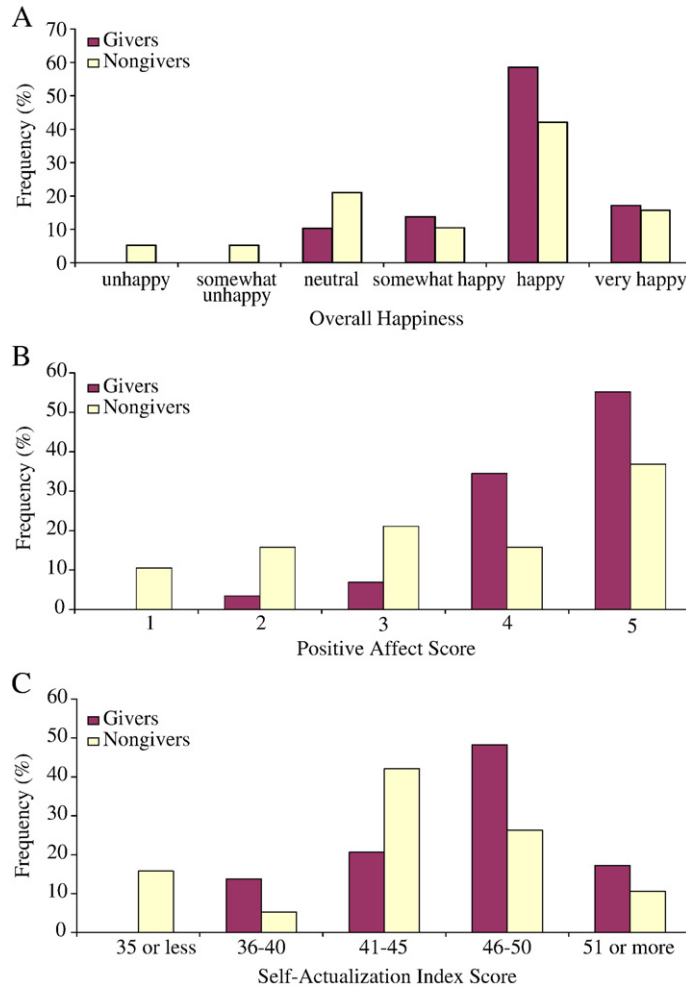 A
70
60
50
40
30
20
10
0
Frequency (%)
Givers
Nongivers
unhappy somewhat unhappy neutral somewhat happy happy very happy
Overall Happiness
B
60
50
40
30
20
10
0
Frequency (%)
Givers
Nongivers
1 2 3 4 5
Positive Affect Score
C
60
50
40
30
20
10
0
Frequency (%)
Givers
Nongivers
35 or less 36-40 41-45 46-50 51 or more
Self-Actualization Index Score